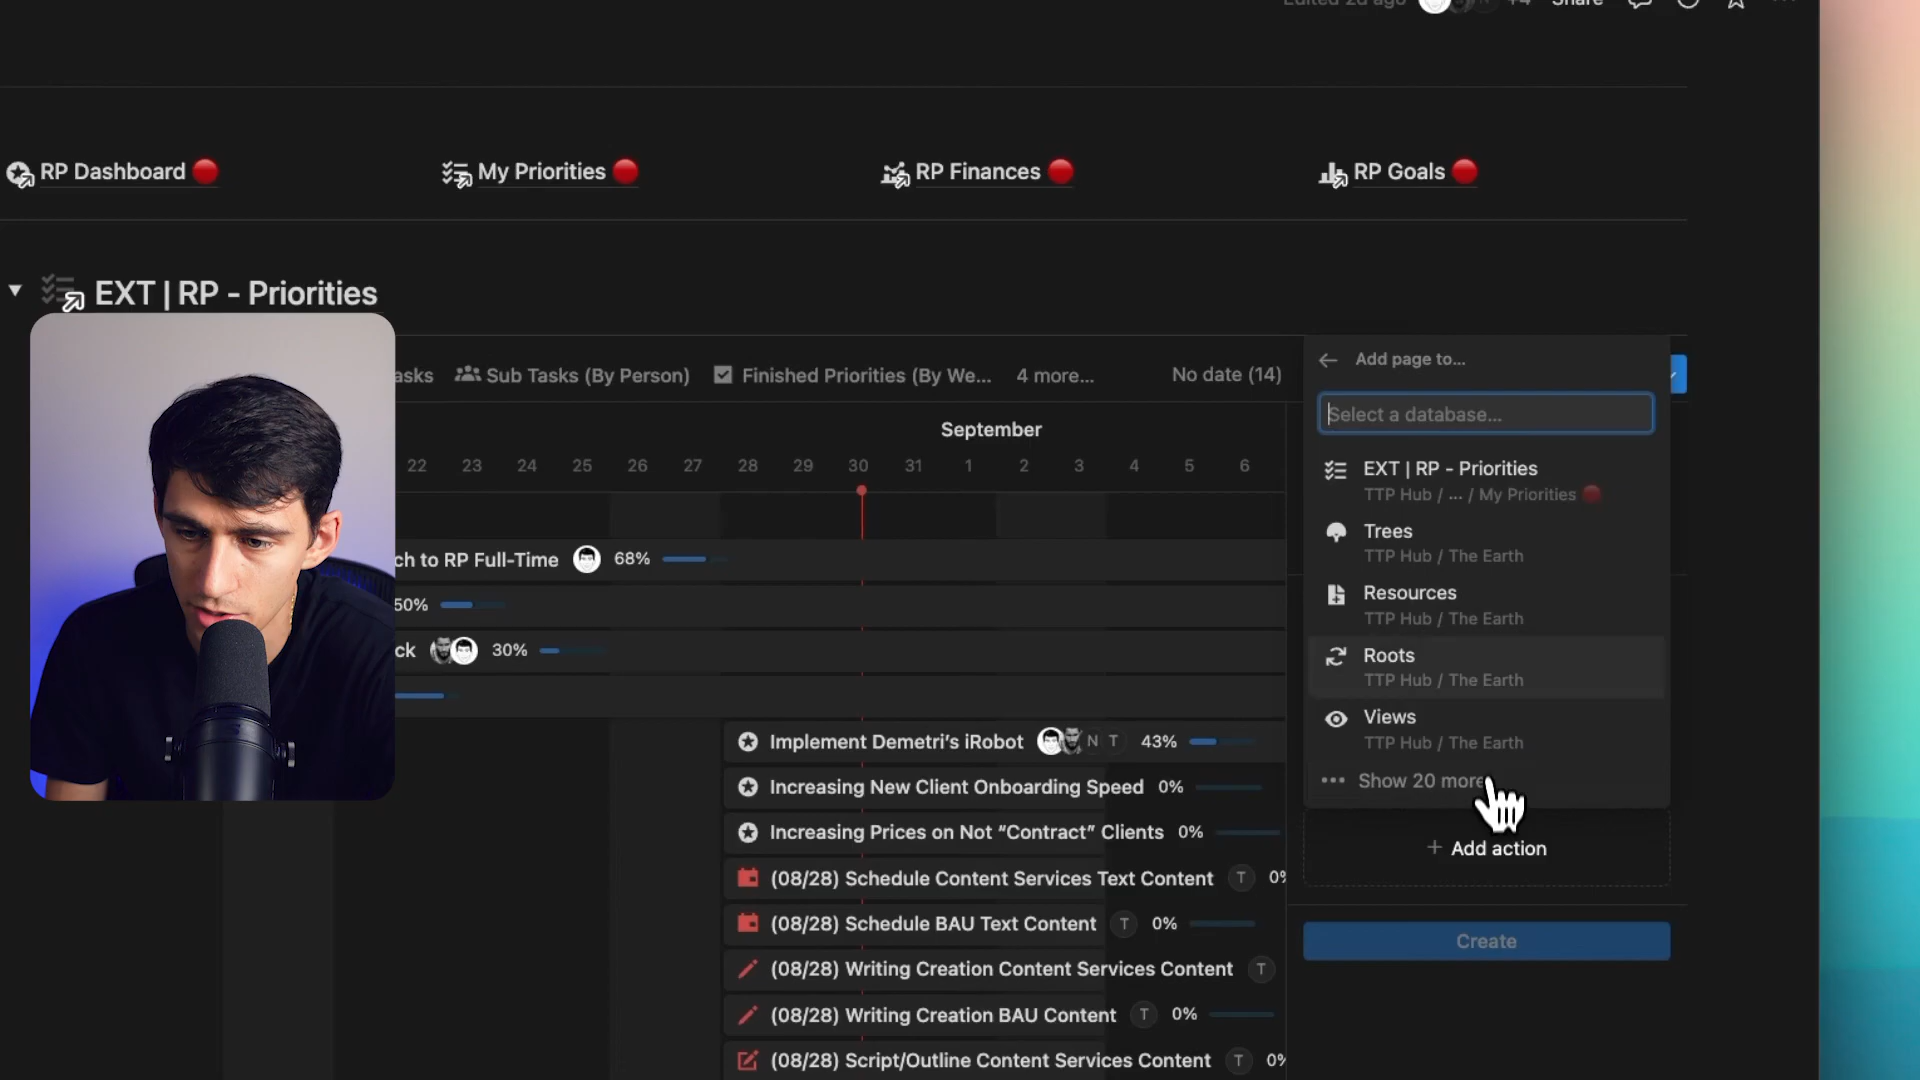 Edited 2d ago +4 Share
RP Dashboard
My Priorities
RP Finances
RP Goals
EXT | RP - Priorities
asks
Sub Tasks (By Person)
Finished Priorities (By We...
4 more...
No date (14)
September
22 23 24 25 26 27 28 29 30 31 1 2 3 4 5 6
ch to RP Full-Time 68%
50%
ck 30%
Implement Demetri's iRobot N T 43%
Increasing New Client Onboarding Speed 0%
Increasing Prices on Not “Contract” Clients 0%
(08/28) Schedule Content Services Text Content T 0%
(08/28) Schedule BAU Text Content T 0%
(08/28) Writing Creation Content Services Content T
(08/28) Writing Creation BAU Content T 0%
(08/28) Script/Outline Content Services Content T 0%
Add page to...
Select a database...
EXT | RP - Priorities
TTP Hub / ... / My Priorities
Trees
TTP Hub / The Earth
Resources
TTP Hub / The Earth
Roots
TTP Hub / The Earth
Views
TTP Hub / The Earth
Show 20 more
+ Add action
Create